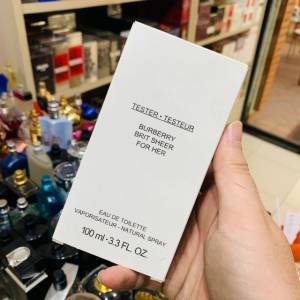 TESTER - TESTEUR
BURBERRY
BRIT SHEER
FOR HER
EAU DE TOILETTE
VAPORISATEUR - NATURAL SPRAY
100 ml - 3.3 FL. OZ.